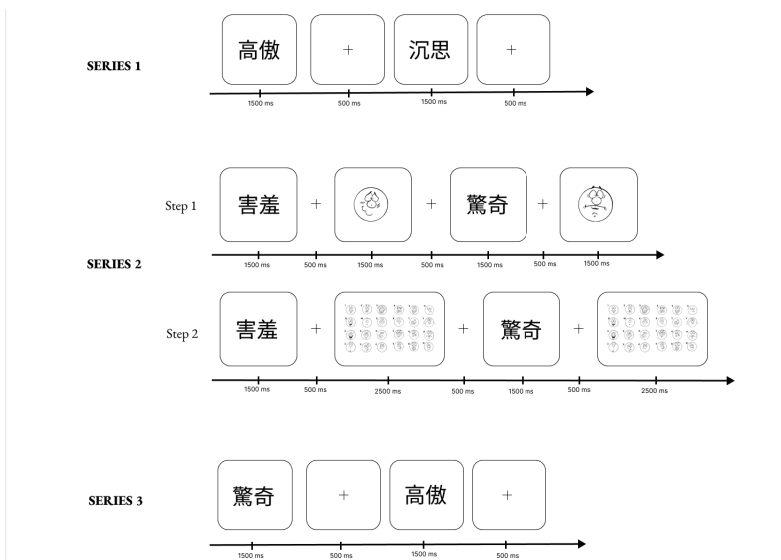 高傲 + 沉思 +
SERIES 1
1500 ms 500 ms 1500 ms 500 ms
Step 1 害羞 + + 驚奇 +
1500 ms 500 ms 1500 ms 500 ms 1500 ms 500 ms 1500 ms
SERIES 2
Step 2 害羞 + + 驚奇 +
1500 ms 500 ms 2500 ms 500 ms 1500 ms 500 ms 2500 ms
SERIES 3 驚奇 + 高傲 +
1500 ms 500 ms 1500 ms 500 ms